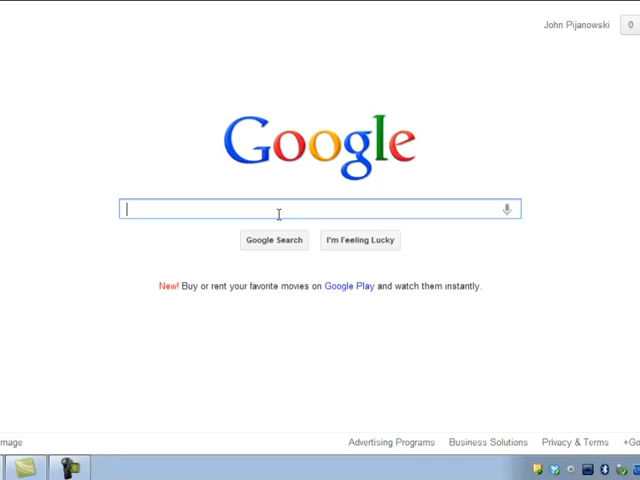 John Pijanowski 0
Google
Google Search I'm Feeling Lucky
New! Buy or rent your favorite movies on Google Play and watch them instantly.
mage Advertising Programs Business Solutions Privacy & Terms +Go